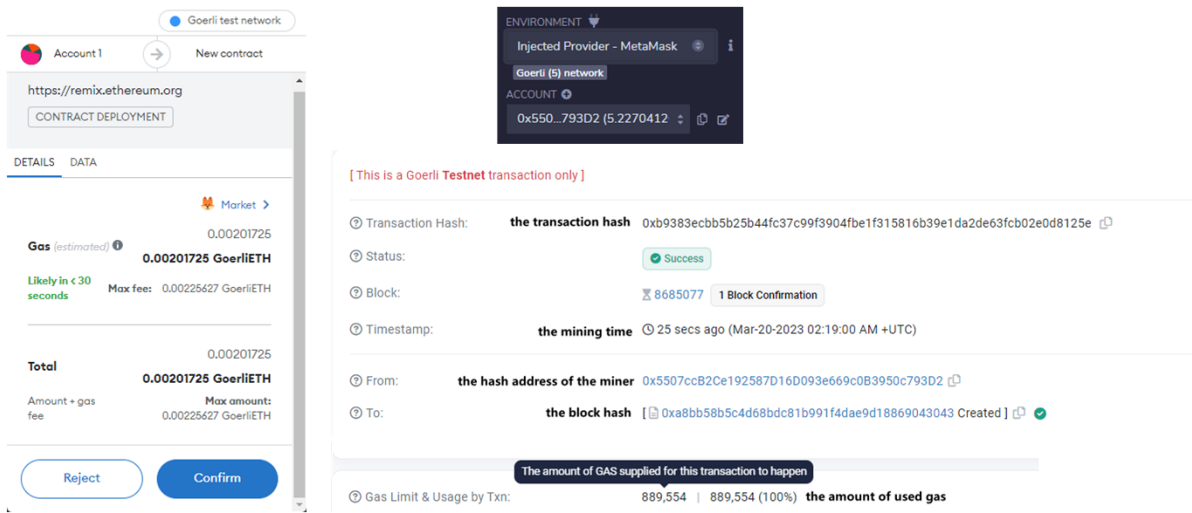 Goerli test network
Account 1
New contract
https://remix.ethereum.org
CONTRACT DEPLOYMENT
DETAILS DATA
Market >
0.00201725
Gas (estimated)
0.00201725 GoerliETH
Likely in < 30 seconds
Max fee: 0.00225627 GoerliETH
0.00201725
Total
0.00201725 GoerliETH
Amount + gas fee
Max amount:
0.00225627 GoerliETH
Reject
Confirm
ENVIRONMENT
Injected Provider - MetaMask
Goerli (5) network
ACCOUNT
0x550...793D2 (5.2270412
[ This is a Goerli Testnet transaction only ]
Transaction Hash: the transaction hash 0xb9383ecbb5b25b44fc37c99f3904fbe1f315816b39e1da2de63fcb02e0d8125e
Status: Success
Block: 8685077 1 Block Confirmation
Timestamp: the mining time 25 secs ago (Mar-20-2023 02:19:00 AM +UTC)
From: the hash address of the miner 0x5507ccB2Ce192587D16D093e669c0B3950c793D2
To: the block hash [ 0xa8bb58b5c4d68bdc81b991f4dae9d18869043043 Created ]
The amount of GAS supplied for this transaction to happen
Gas Limit & Usage by Txn: 889,554 | 889,554 (100%) the amount of used gas